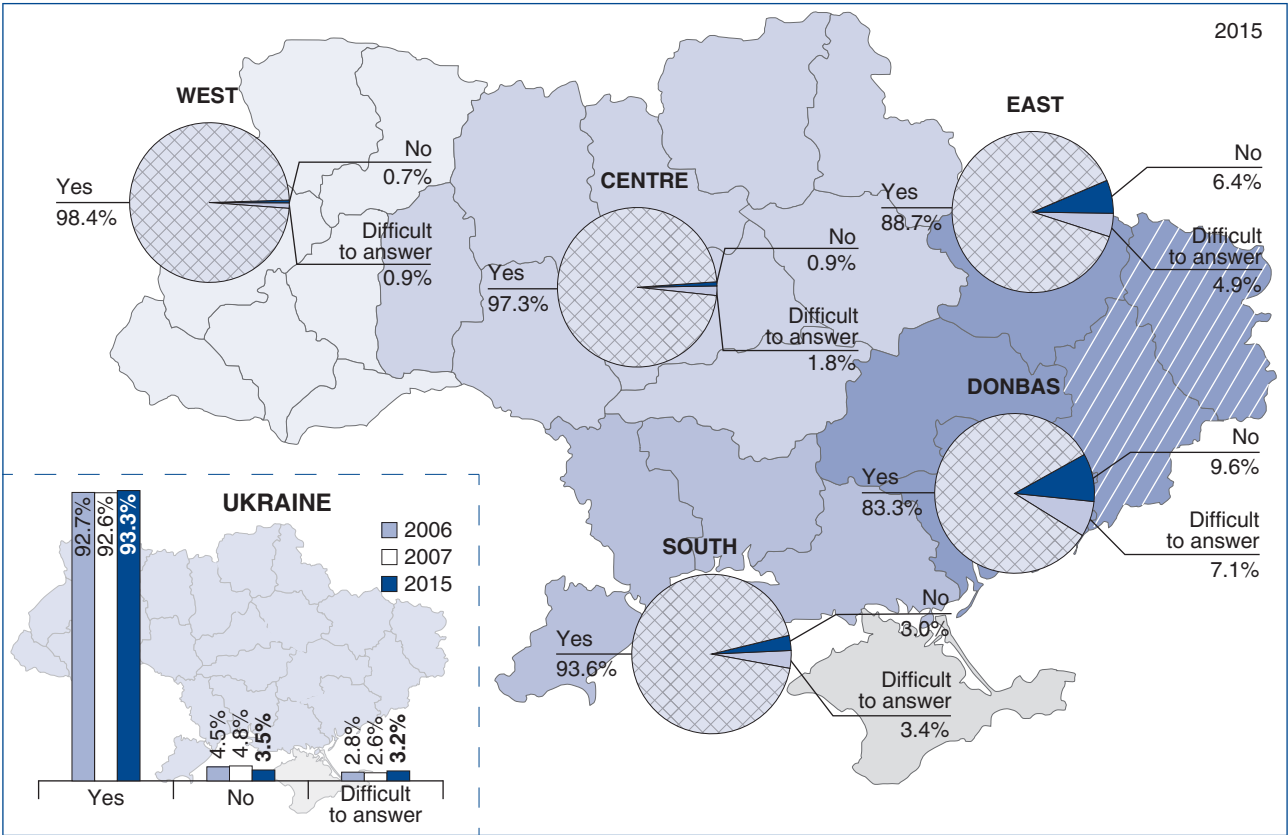 2015
WEST
Yes
98.4%
No
0.7%
Difficult
to answer
0.9%
CENTRE
Yes
97.3%
No
0.9%
Difficult
to answer
1.8%
EAST
Yes
88.7%
No
6.4%
Difficult
to answer
4.9%
DONBAS
Yes
83.3%
No
9.6%
Difficult
to answer
7.1%
SOUTH
Yes
93.6%
No
3.0%
Difficult
to answer
3.4%
UKRAINE
2006
2007
2015
92.7%
92.6%
93.3%
4.5%
4.8%
3.5%
2.8%
2.6%
3.2%
Yes
No
Difficult
to answer